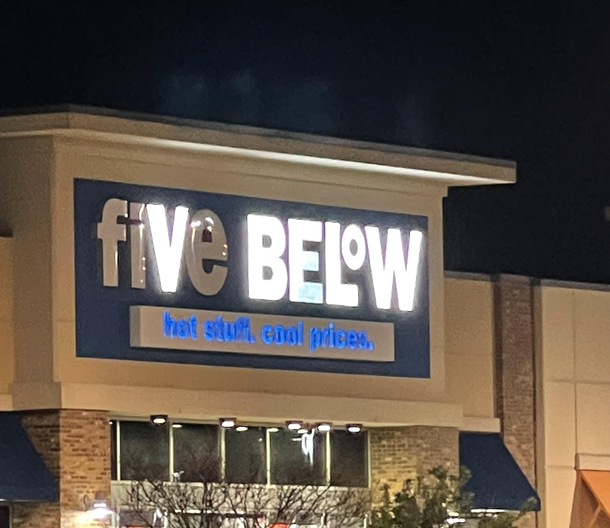 fiVe BELoW
hot stuff. cool prices.